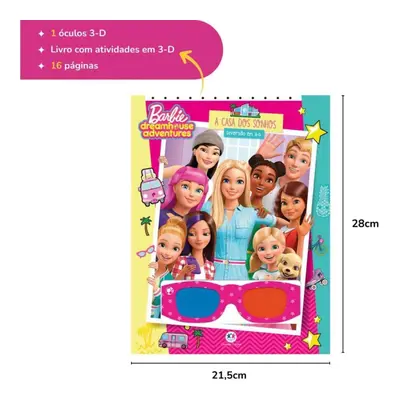 1 óculos 3-D
Livro com atividades em 3-D
16 páginas
Barbie
dreamhouse
adventures
A CASA DOS SONHOS
28cm
21,5cm